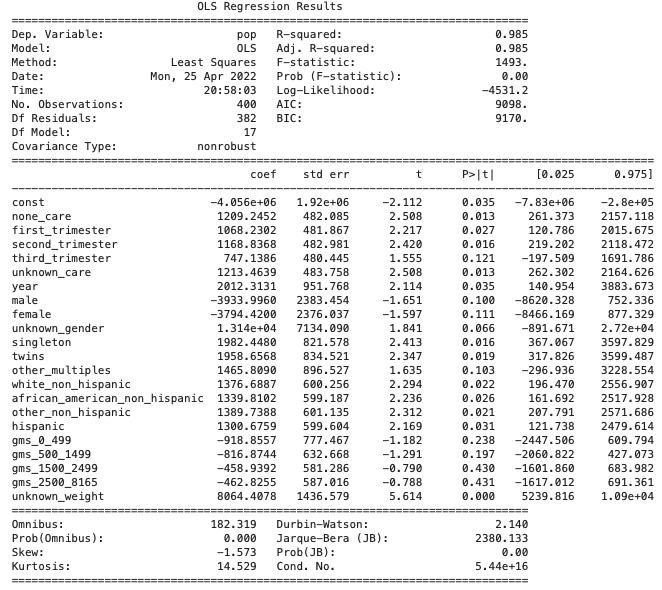 OLS Regression Results
==============================================================================
Dep. Variable: pop R-squared: 0.985
Model: OLS Adj. R-squared: 0.985
Method: Least Squares F-statistic: 1493.
Date: Mon, 25 Apr 2022 Prob (F-statistic): 0.00
Time: 20:58:03 Log-Likelihood: -4531.2
No. Observations: 400 AIC: 9098.
Df Residuals: 382 BIC: 9170.
Df Model: 17
Covariance Type: nonrobust
==============================================================================
coef std err t P>|t| [0.025 0.975]
------------------------------------------------------------------------------
const -4.056e+06 1.92e+06 -2.112 0.035 -7.83e+06 -2.8e+05
none_care 1209.2452 482.085 2.508 0.013 261.373 2157.118
first_trimester 1068.2302 481.867 2.217 0.027 120.786 2015.675
second_trimester 1168.8368 482.981 2.420 0.016 219.202 2118.472
third_trimester 747.1386 480.445 1.555 0.121 -197.509 1691.786
unknown_care 1213.4639 483.758 2.508 0.013 262.302 2164.626
year 2012.3131 951.768 2.114 0.035 140.954 3883.673
male -3933.9960 2383.454 -1.651 0.100 -8620.328 752.336
female -3794.4200 2376.037 -1.597 0.111 -8466.169 877.329
unknown_gender 1.314e+04 7134.090 1.841 0.066 -891.671 2.72e+04
singleton 1982.4480 821.578 2.413 0.016 367.067 3597.829
twins 1958.6568 834.521 2.347 0.019 317.826 3599.487
other_multiples 1465.8090 896.527 1.635 0.103 -296.936 3228.554
white_non_hispanic 1376.6887 600.256 2.294 0.022 196.470 2556.907
african_american_non_hispanic 1339.8102 599.187 2.236 0.026 161.692 2517.928
other_non_hispanic 1389.7388 601.135 2.312 0.021 207.791 2571.686
hispanic 1300.6759 599.604 2.169 0.031 121.738 2479.614
gms_0_499 -918.8557 777.467 -1.182 0.238 -2447.506 609.794
gms_500_1499 -816.8744 632.668 -1.291 0.197 -2060.822 427.073
gms_1500_2499 -458.9392 581.286 -0.790 0.430 -1601.860 683.982
gms_2500_8165 -462.8255 587.016 -0.788 0.431 -1617.012 691.361
unknown_weight 8064.4078 1436.579 5.614 0.000 5239.816 1.09e+04
==============================================================================
Omnibus: 182.319 Durbin-Watson: 2.140
Prob(Omnibus): 0.000 Jarque-Bera (JB): 2380.133
Skew: -1.573 Prob(JB): 0.00
Kurtosis: 14.529 Cond. No. 5.44e+16
==============================================================================